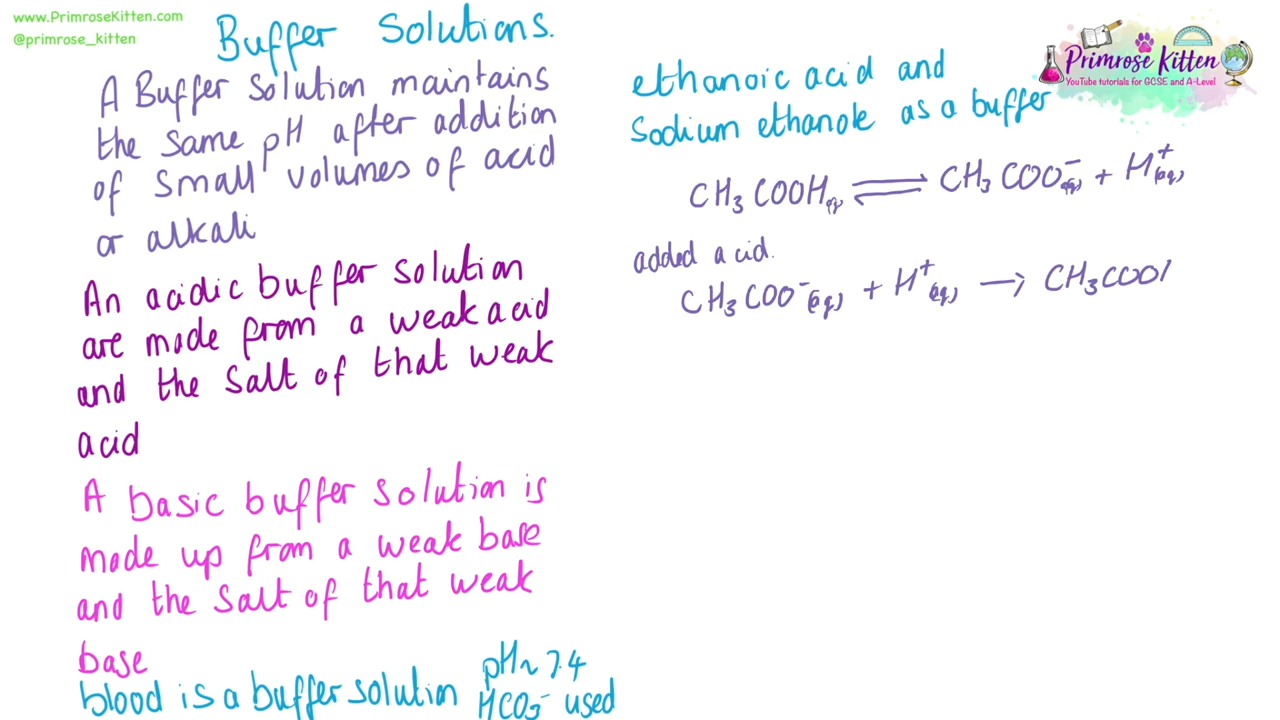 www.PrimroseKitten.com
@primrose_kitten
Buffer Solutions.
A Buffer Solution maintains
the same pH after addition
of small volumes of acid
or alkali
An acidic buffer solution
are made from a weak acid
and the salt of that weak
acid
A basic buffer solution is
made up from a weak base
and the salt of that weak
base
blood is a buffer solution
pH~7.4
HCO₃⁻ used
Primrose Kitten
YouTube tutorials for GCSE and A-Level
ethanoic acid and
Sodium ethanote as a buffer
CH₃COOH(aq) ⇌ CH₃COO⁻(aq) + H⁺(aq)
added acid.
CH₃COO⁻(aq) + H⁺(aq) → CH₃COO